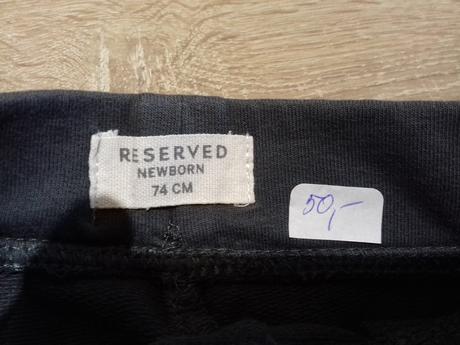 RESERVED
NEWBORN
74 CM
50,-